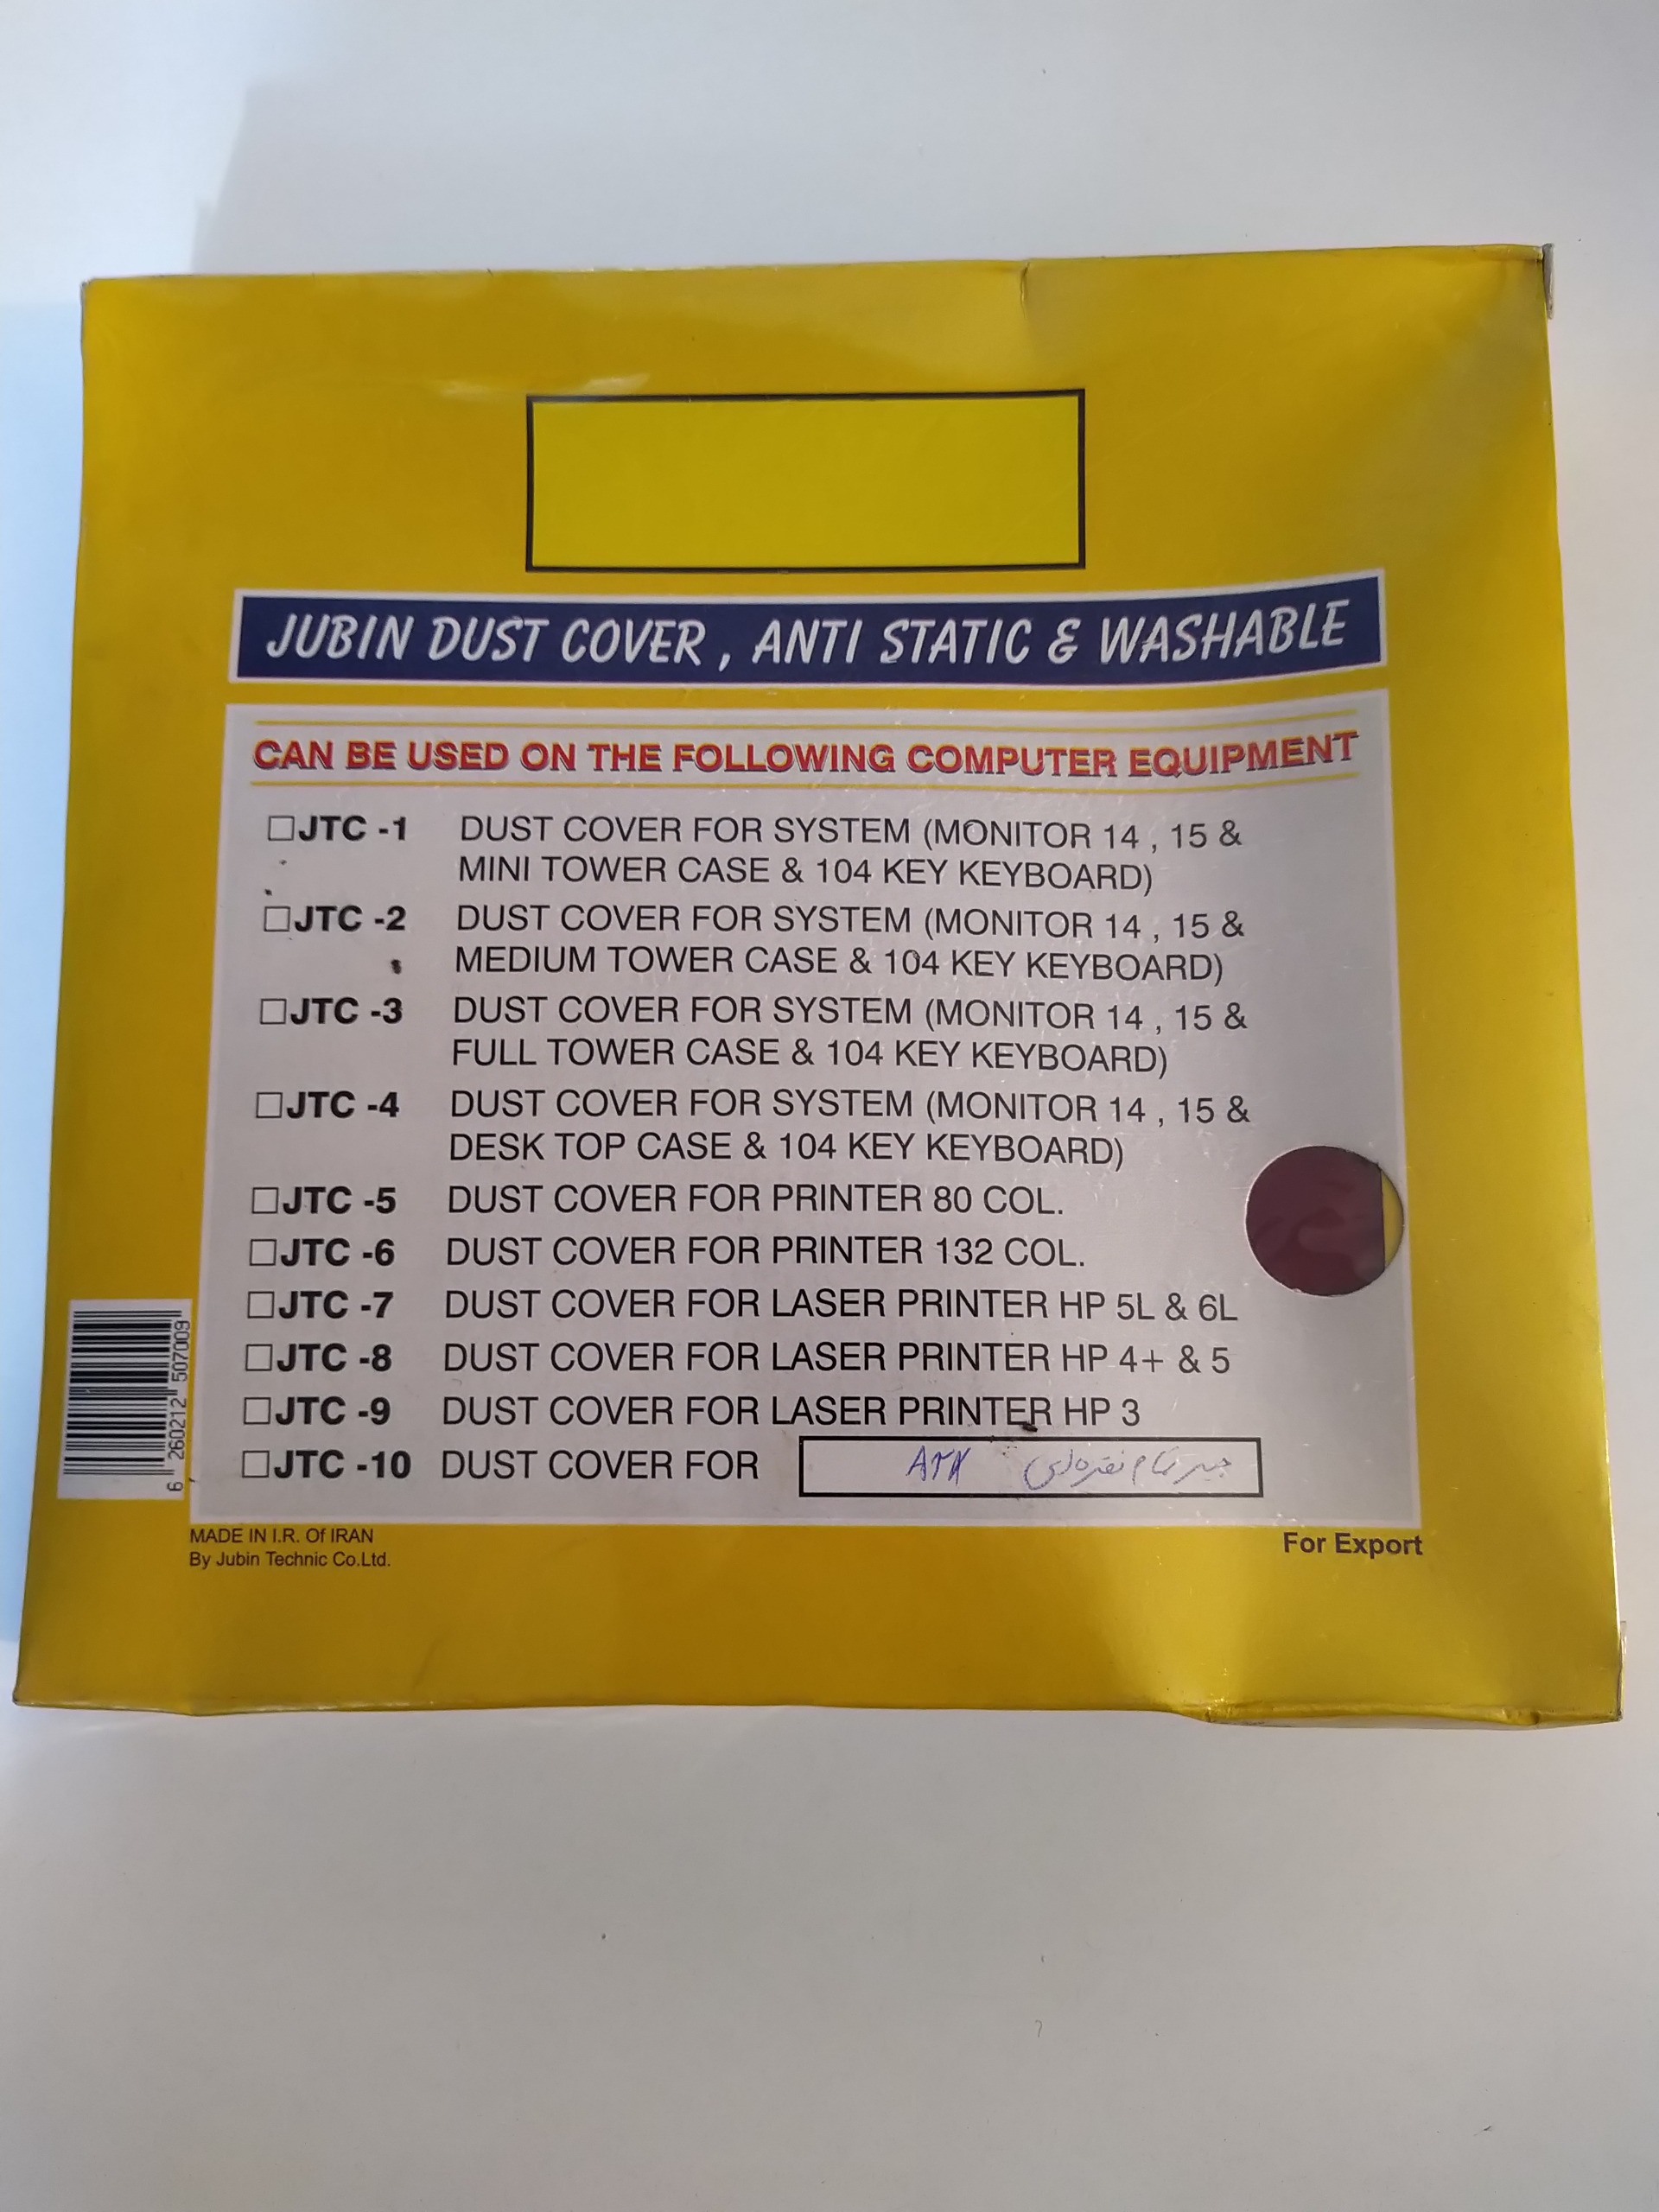 JUBIN DUST COVER , ANTI STATIC & WASHABLE
CAN BE USED ON THE FOLLOWING COMPUTER EQUIPMENT
□JTC -1 DUST COVER FOR SYSTEM (MONITOR 14 , 15 &
MINI TOWER CASE & 104 KEY KEYBOARD)
□JTC -2 DUST COVER FOR SYSTEM (MONITOR 14 , 15 &
MEDIUM TOWER CASE & 104 KEY KEYBOARD)
□JTC -3 DUST COVER FOR SYSTEM (MONITOR 14 , 15 &
FULL TOWER CASE & 104 KEY KEYBOARD)
□JTC -4 DUST COVER FOR SYSTEM (MONITOR 14 , 15 &
DESK TOP CASE & 104 KEY KEYBOARD)
□JTC -5 DUST COVER FOR PRINTER 80 COL.
□JTC -6 DUST COVER FOR PRINTER 132 COL.
□JTC -7 DUST COVER FOR LASER PRINTER HP 5L & 6L
□JTC -8 DUST COVER FOR LASER PRINTER HP 4+ & 5
□JTC -9 DUST COVER FOR LASER PRINTER HP 3
□JTC -10 DUST COVER FOR
6 260212 507009
MADE IN I.R. Of IRAN
By Jubin Technic Co.Ltd.
For Export